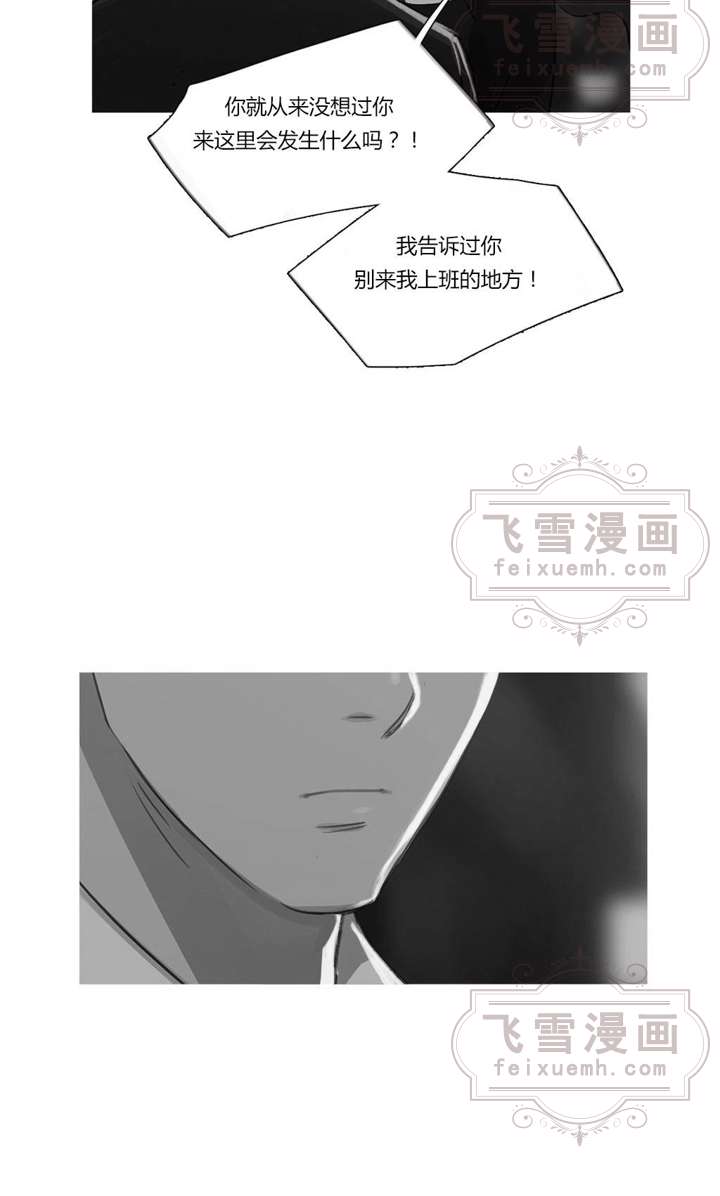 飞雪漫画
feixuemh.com
你就从来没想过你
来这里会发生什么吗？！
我告诉过你
别来我上班的地方！
飞雪漫画
feixuemh.com
飞雪漫画
feixuemh.com